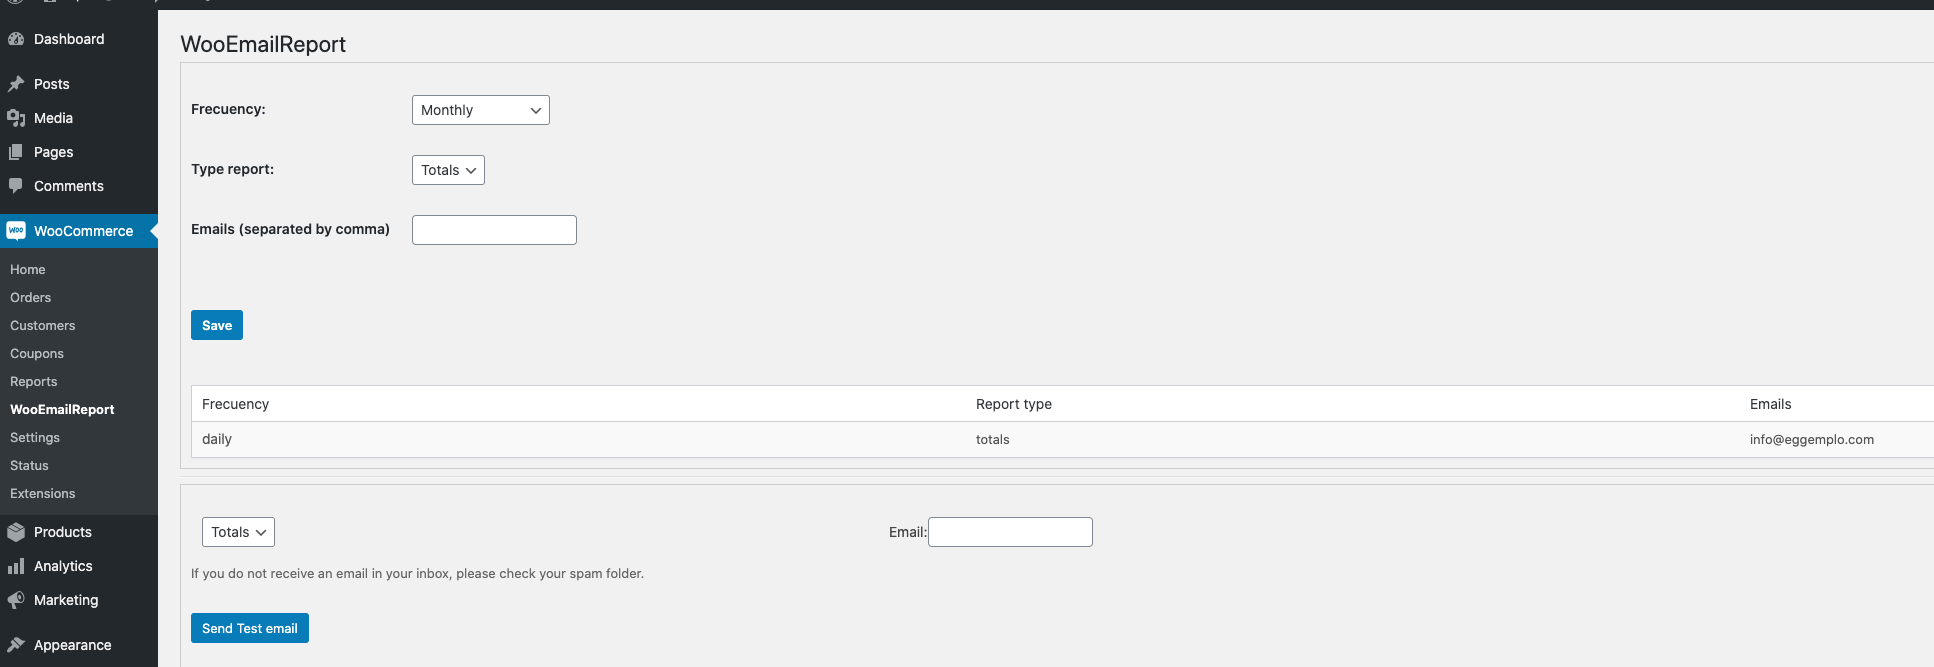 Dashboard
Posts
Media
Pages
Comments
WOO WooCommerce
Home
Orders
Customers
Coupons
Reports
WooEmailReport
Settings
Status
Extensions
Products
Analytics
Marketing
Appearance
WooEmailReport
Frecuency: Monthly
Type report: Totals
Emails (separated by comma)
Save
Frecuency Report type Emails
daily totals info@eggemplo.com
Totals Email:
If you do not receive an email in your inbox, please check your spam folder.
Send Test email